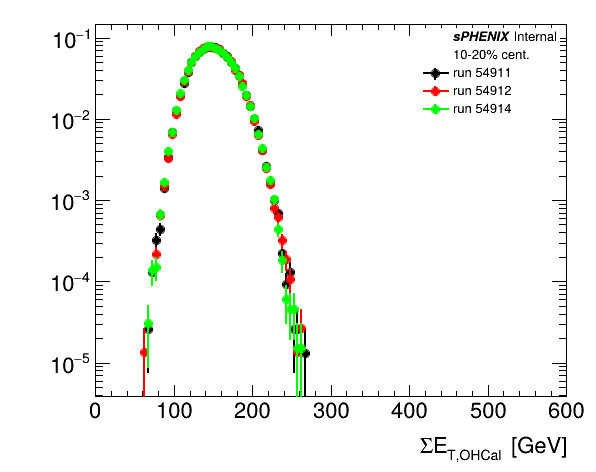 sPHENIX Internal
10-20% cent.
run 54911
run 54912
run 54914
10⁻¹
10⁻²
10⁻³
10⁻⁴
10⁻⁵
0 100 200 300 400 500 600
ΣE_T,OHCal [GeV]